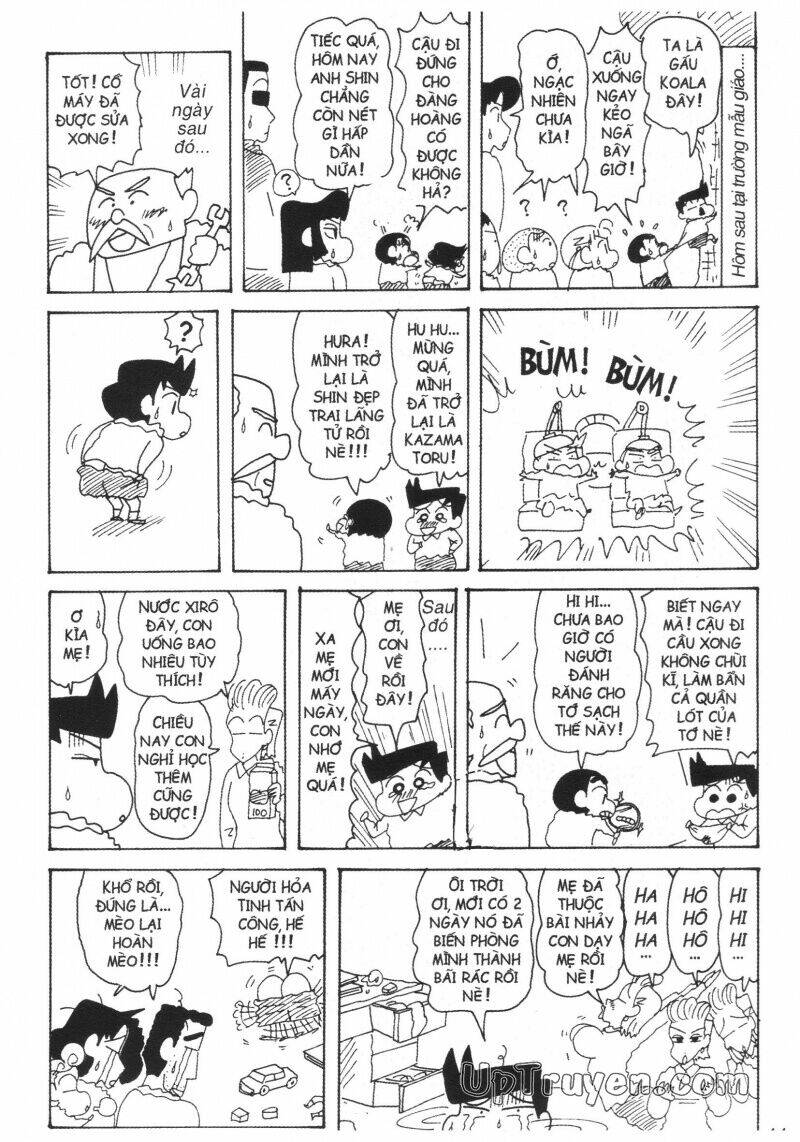 Hôm sau tại trường mẫu giáo....
TA LÀ
GẤU
KOALA
ĐÂY!
CẬU
XUỐNG
NGAY
KẺO
NGÃ
BÂY
GIỜ!
Ớ,
NGẠC
NHIÊN
CHƯA
KÌA!
?
?
CẬU ĐI
ĐỨNG
CHO
ĐÀNG
HOÀNG
CÓ
ĐƯỢC
KHÔNG
HẢ?
TIẾC QUÁ,
HÔM NAY
ANH SHIN
CHẲNG
CÒN NÉT
GÌ HẤP
DẪN
NỮA!
?
Vài
ngày
sau
đó...
TỐT! CỖ
MÁY ĐÃ
ĐƯỢC SỬA
XONG!
BÙM!
BÙM!
HU HU...
MỪNG
QUÁ,
MÌNH
ĐÃ TRỞ
LẠI LÀ
KAZAMA
TORU!
HURA!
MÌNH TRỞ
LẠI LÀ
SHIN ĐẸP
TRAI LÃNG
TỬ RỒI
NÈ!!!
?
BIẾT NGAY
MÀ! CẬU ĐI
CẦU XONG
KHÔNG CHÙI
KĨ, LÀM BẨN
CẢ QUẦN
LÓT CỦA
TỚ NÈ!
HI HI...
CHƯA BAO
GIỜ CÓ
NGƯỜI
ĐÁNH
RĂNG CHO
TỚ SẠCH
THẾ NÀY!
Sau
đó
....
MẸ
ƠI,
CON
VỀ
RỒI
ĐÂY!
XA
MẸ
MỚI
MẤY
NGÀY,
CON
NHỚ
MẸ
QUÁ!
NƯỚC XIRÔ
ĐÂY, CON
UỐNG BAO
NHIÊU TÙY
THÍCH!
CHIỀU
NAY CON
NGHỈ HỌC
THÊM
CŨNG
ĐƯỢC!
100
Ơ
KÌA
MẸ!
HI
HI
HI
...
HÔ
HÔ
HÔ
...
HA
HA
HA
...
MẸ ĐÃ
THUỘC
BÀI NHẢY
CON DẠY
MẸ RỒI
NÈ!
ÔI TRỜI
ƠI, MỚI CÓ 2
NGÀY NÓ ĐÃ
BIẾN PHÒNG
MÌNH THÀNH
BÃI RÁC RỒI
NÈ!
NGƯỜI HỎA
TINH TẤN
CÔNG, HẾ
HẾ !!!
KHỔ RỒI,
ĐÚNG LÀ...
MÈO LẠI
HOÀN
MÈO!!!
UpTruyen.com